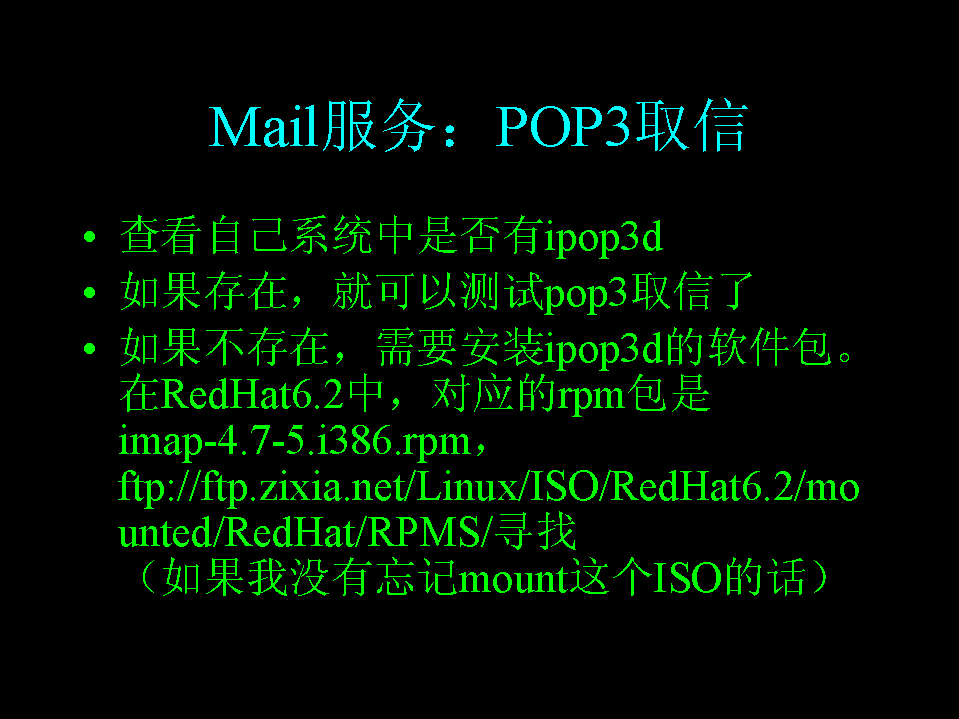 Mail服务：POP3取信
• 查看自己系统中是否有ipop3d
• 如果存在，就可以测试pop3取信了
• 如果不存在，需要安装ipop3d的软件包。
在RedHat6.2中，对应的rpm包是
imap-4.7-5.i386.rpm，
ftp://ftp.zixia.net/Linux/ISO/RedHat6.2/mo
unted/RedHat/RPMS/寻找
（如果我没有忘记mount这个ISO的话）